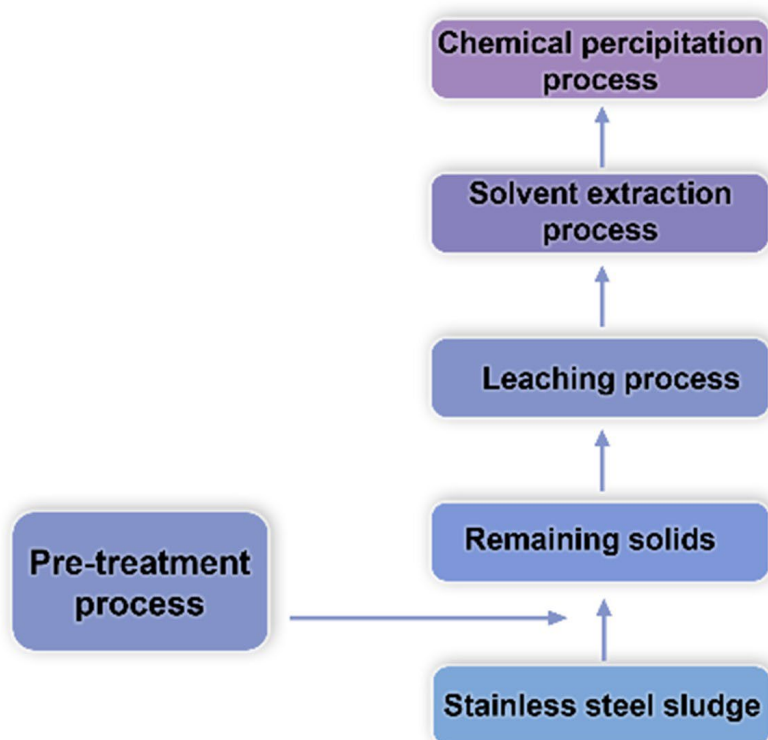 Chemical percipitation
process
Solvent extraction
process
Leaching process
Remaining solids
Pre-treatment
process
Stainless steel sludge